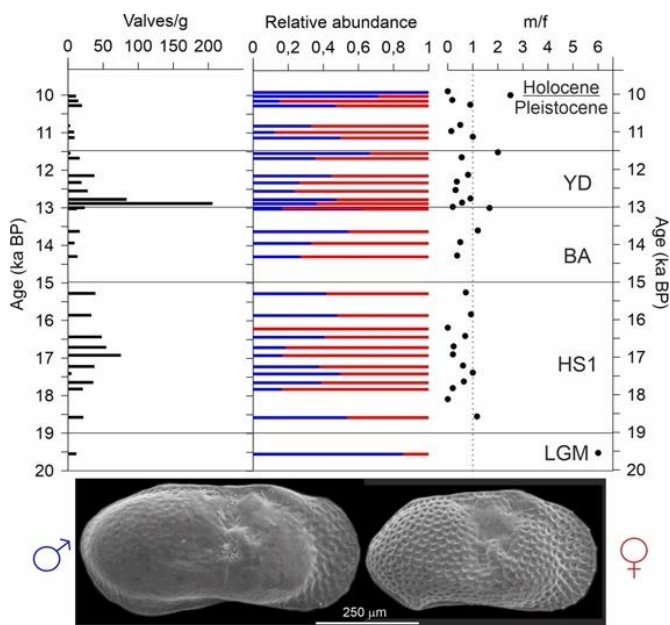 Valves/g
Relative abundance
m/f
0 50 100 150 200
0 0,2 0,4 0,6 0,8 1
0 1 2 3 4 5 6
Age (ka BP)
10
11
12
13
14
15
16
17
18
19
20
Holocene
Pleistocene
YD
BA
HS1
LGM
10
11
12
13
14
15
16
17
18
19
20
Age (ka BP)
♂
♀
250 µm